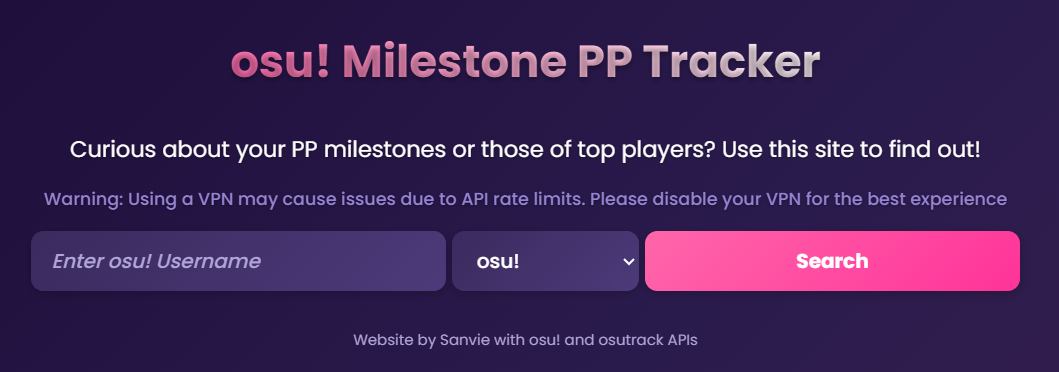 osu! Milestone PP Tracker
Curious about your PP milestones or those of top players? Use this site to find out!
Warning: Using a VPN may cause issues due to API rate limits. Please disable your VPN for the best experience
Enter osu! Username
osu!
Search
Website by Sanvie with osu! and osutrack APIs